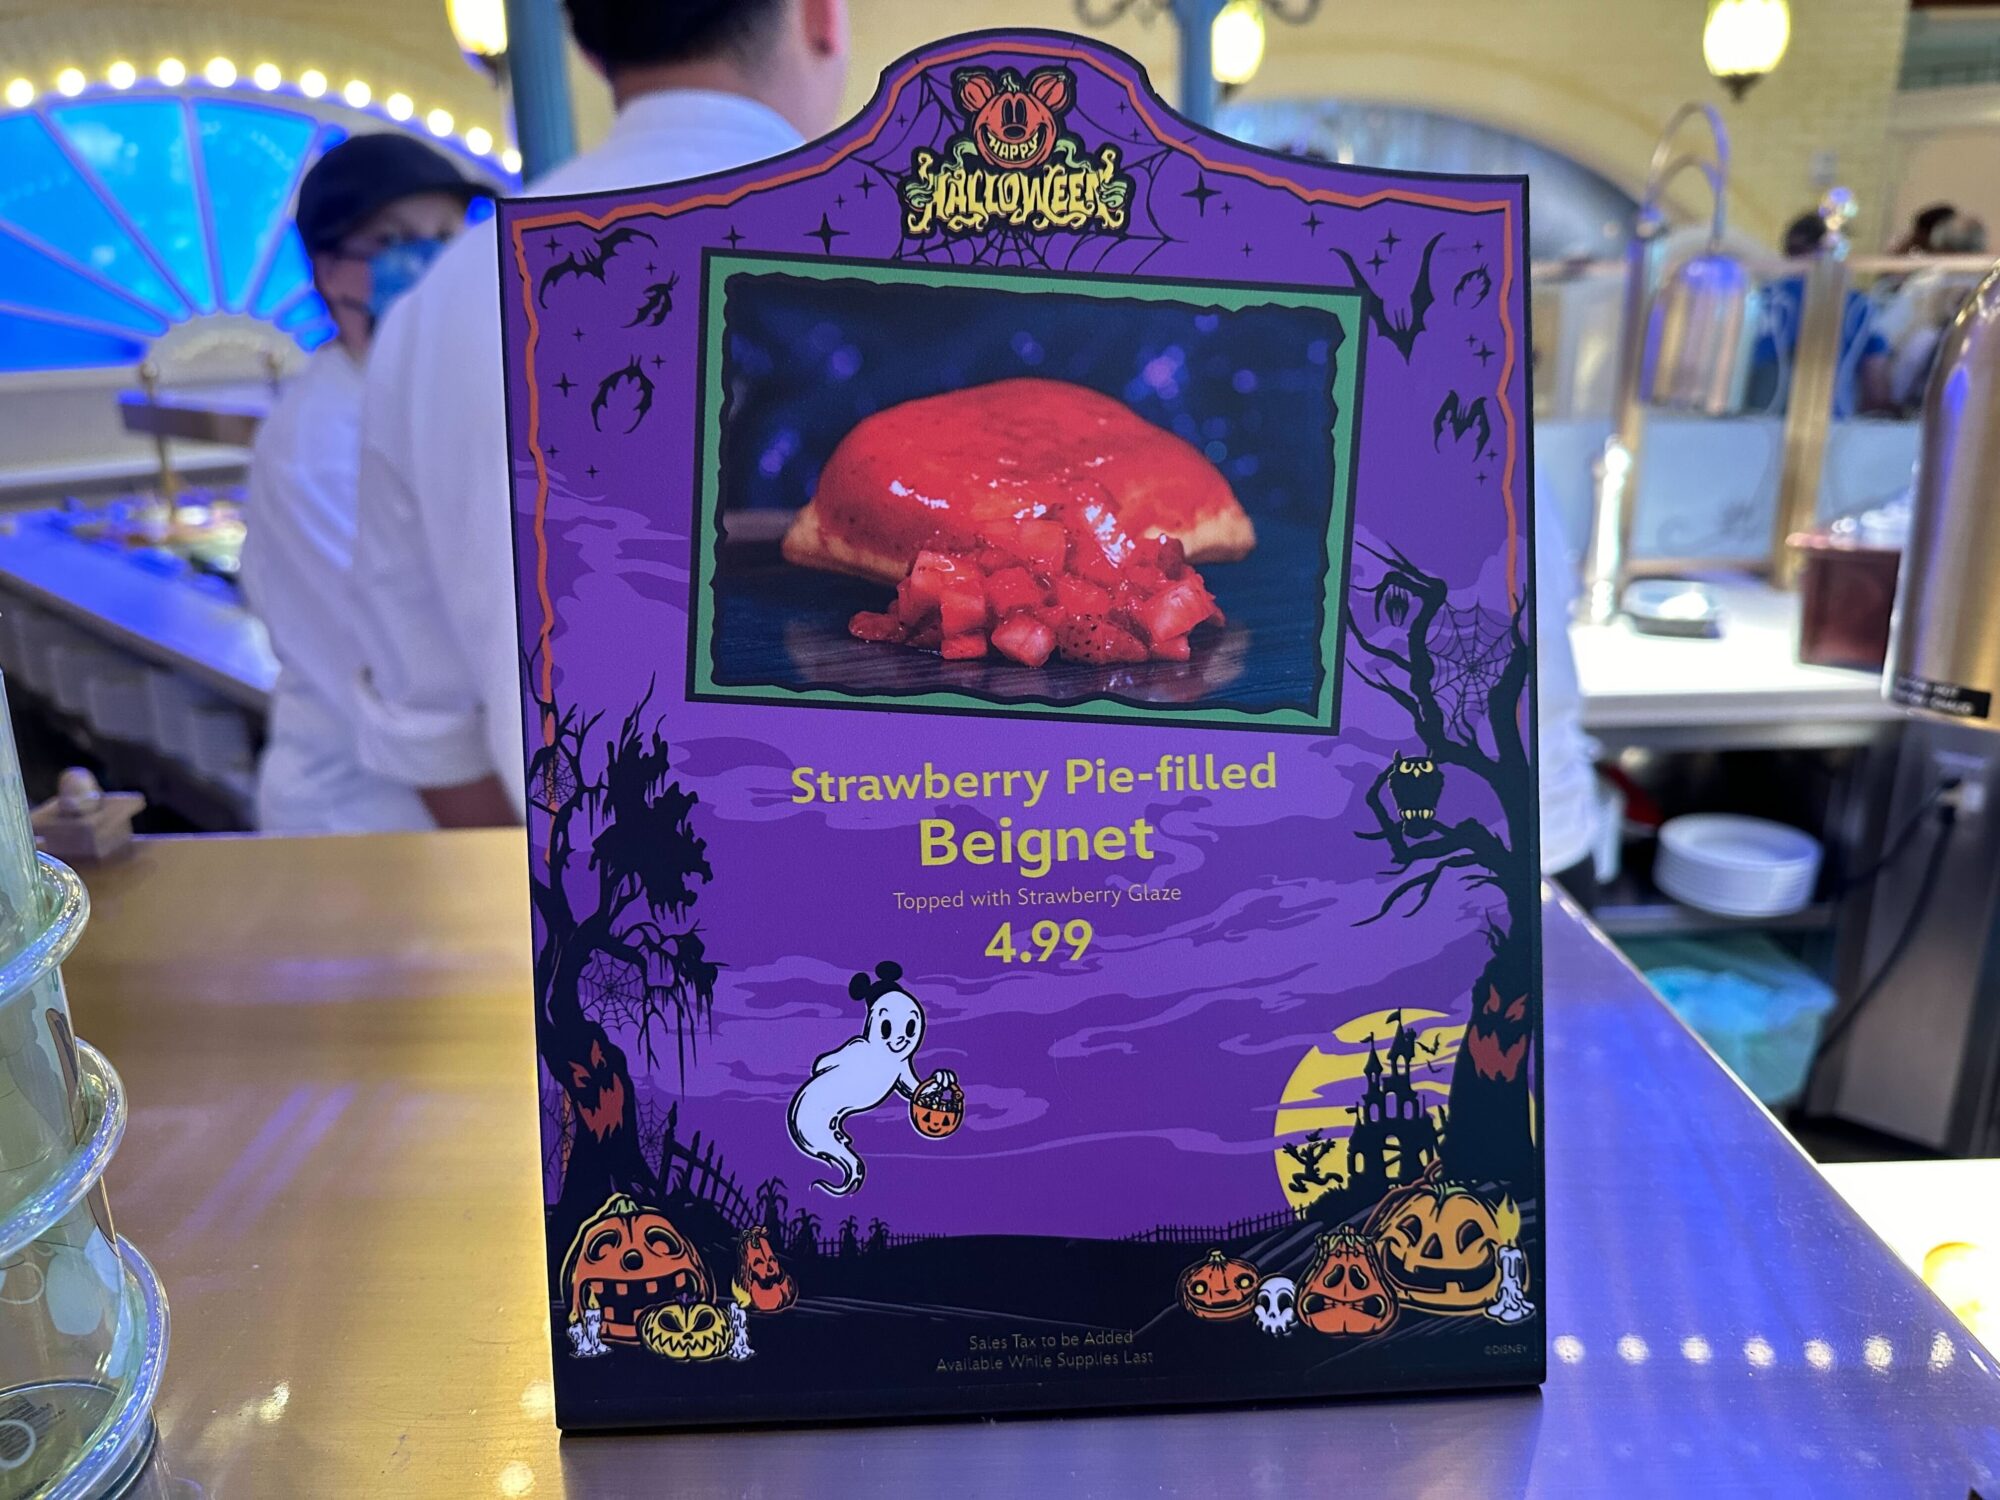 HAPPY
HALLOWEEN
Strawberry Pie-filled
Beignet
Topped with Strawberry Glaze
4.99
Sales Tax to be Added
Available While Supplies Last
©DISNEY